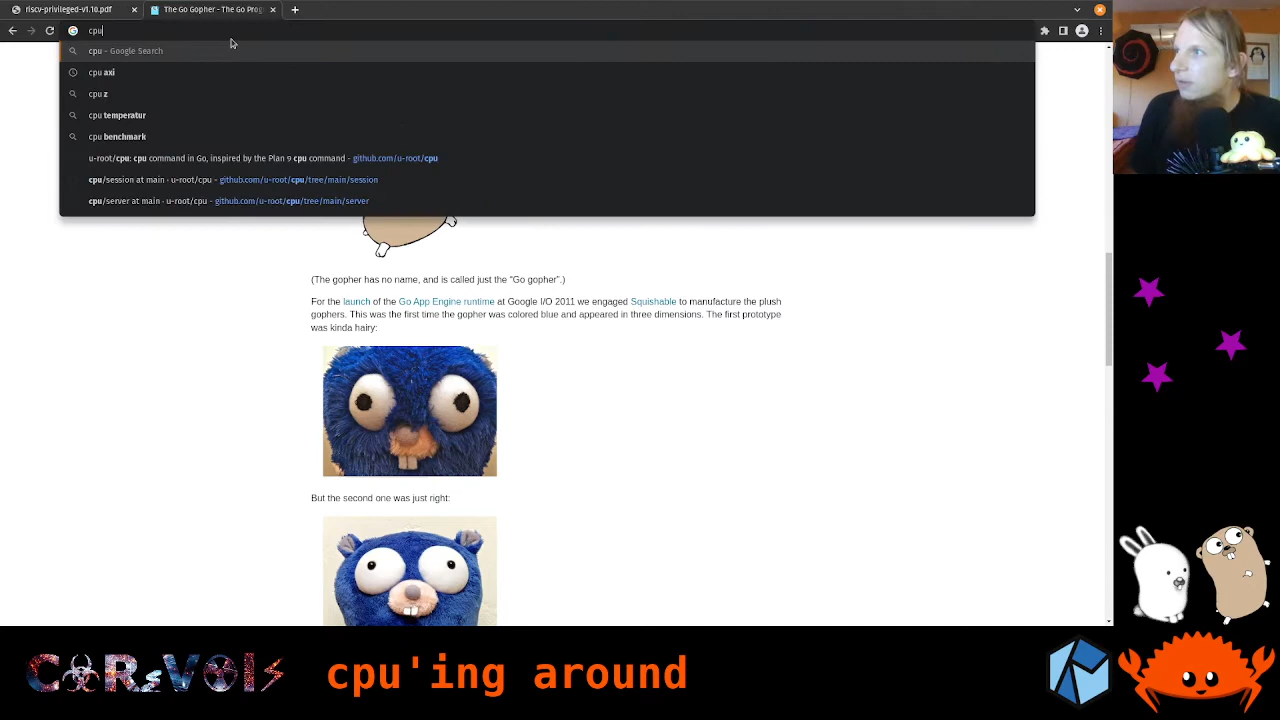 riscv-privileged-v1.10.pdf
The Go Gopher - The Go Prog
cpu
cpu - Google Search
cpu axi
cpu z
cpu temperatur
cpu benchmark
u-root/cpu: cpu command in Go, inspired by the Plan 9 cpu command - github.com/u-root/cpu
cpu/session at main · u-root/cpu - github.com/u-root/cpu/tree/main/session
cpu/server at main · u-root/cpu - github.com/u-root/cpu/tree/main/server
(The gopher has no name, and is called just the "Go gopher".)
For the launch of the Go App Engine runtime at Google I/O 2011 we engaged Squishable to manufacture the plush
gophers. This was the first time the gopher was colored blue and appeared in three dimensions. The first prototype
was kinda hairy:
But the second one was just right:
cpu'ing around